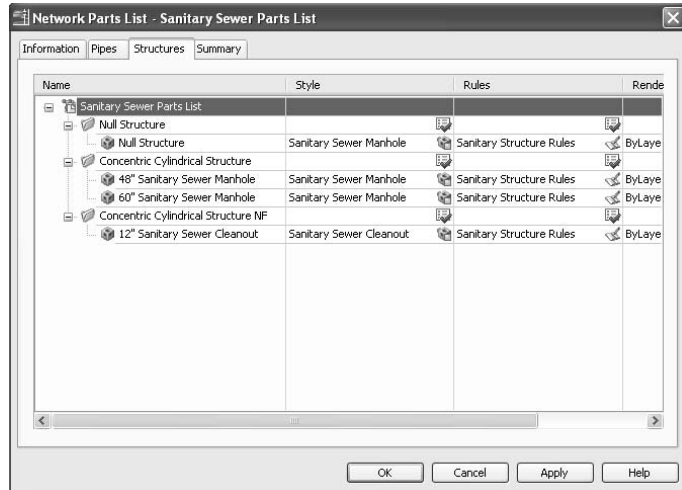 Network Parts List - Sanitary Sewer Parts List
Information Pipes Structures Summary
Name Style Rules Rende
Sanitary Sewer Parts List
Null Structure
Null Structure Sanitary Sewer Manhole Sanitary Structure Rules ByLaye
Concentric Cylindrical Structure
48" Sanitary Sewer Manhole Sanitary Sewer Manhole Sanitary Structure Rules ByLaye
60" Sanitary Sewer Manhole Sanitary Sewer Manhole Sanitary Structure Rules ByLaye
Concentric Cylindrical Structure NF
12" Sanitary Sewer Cleanout Sanitary Sewer Cleanout Sanitary Structure Rules ByLaye
OK Cancel Apply Help